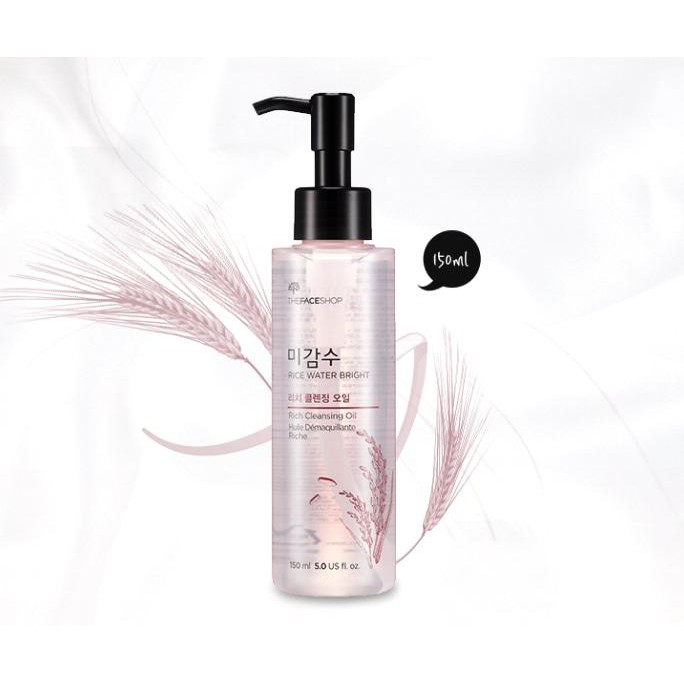 THEFACESHOP
미감수
RICE WATER BRIGHT
리치 클렌징 오일
Rich Cleansing Oil
Huile Démaquillante
Riche
150 ml 5.0 US fl. oz.
150ml